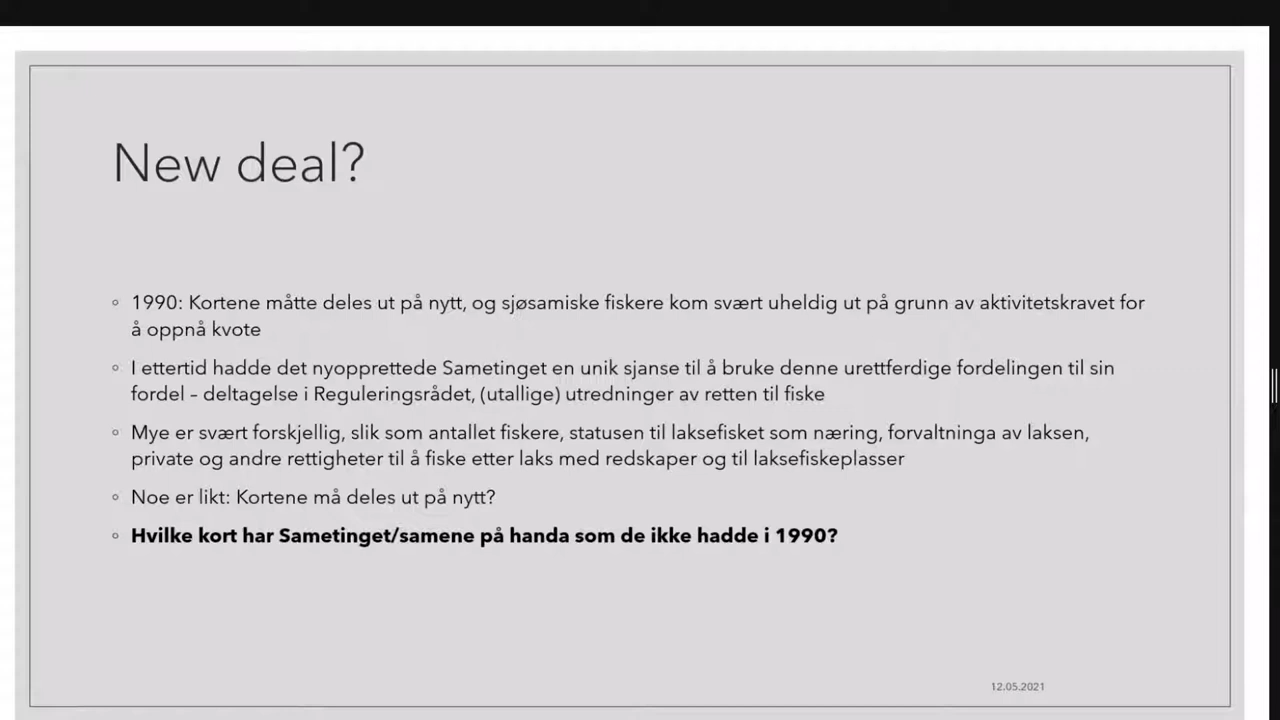 New deal?
◦ 1990: Kortene måtte deles ut på nytt, og sjøsamiske fiskere kom svært uheldig ut på grunn av aktivitetskravet for
å oppnå kvote
◦ I ettertid hadde det nyopprettede Sametinget en unik sjanse til å bruke denne urettferdige fordelingen til sin
fordel – deltagelse i Reguleringsrådet, (utallige) utredninger av retten til fiske
◦ Mye er svært forskjellig, slik som antallet fiskere, statusen til laksefisket som næring, forvaltninga av laksen,
private og andre rettigheter til å fiske etter laks med redskaper og til laksefiskeplasser
◦ Noe er likt: Kortene må deles ut på nytt?
◦ Hvilke kort har Sametinget/samene på handa som de ikke hadde i 1990?
12.05.2021